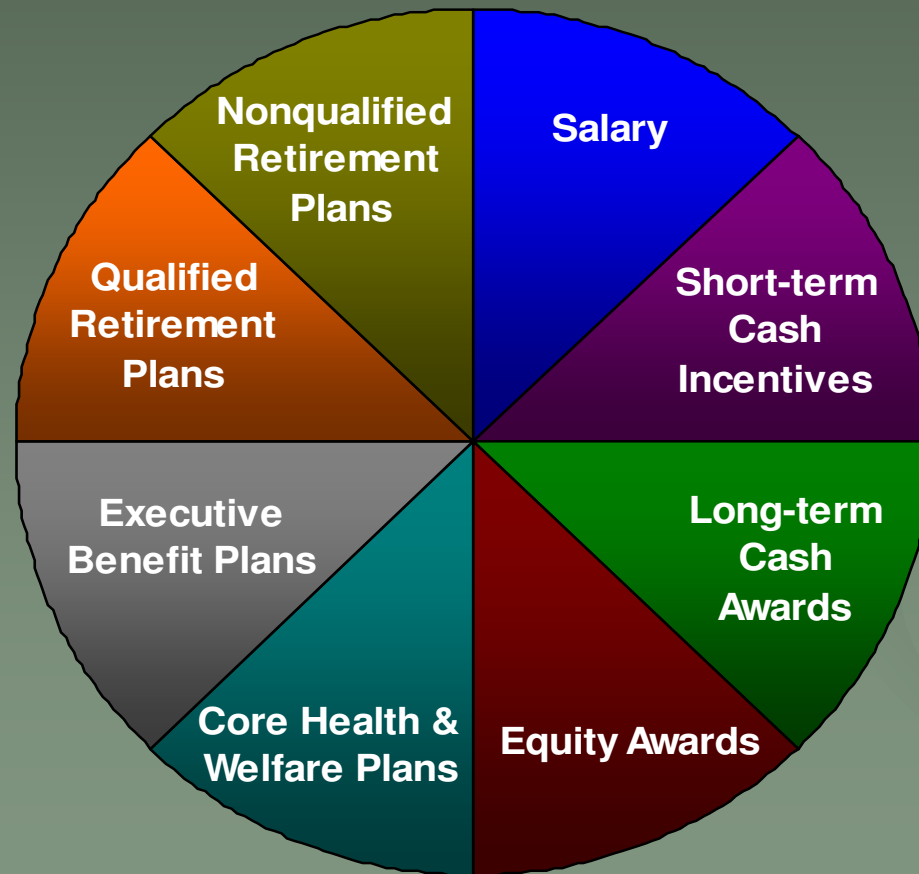 Nonqualified
Retirement
Plans
Salary
Short-term
Cash
Incentives
Long-term
Cash
Awards
Equity Awards
Core Health &
Welfare Plans
Executive
Benefit Plans
Qualified
Retirement
Plans